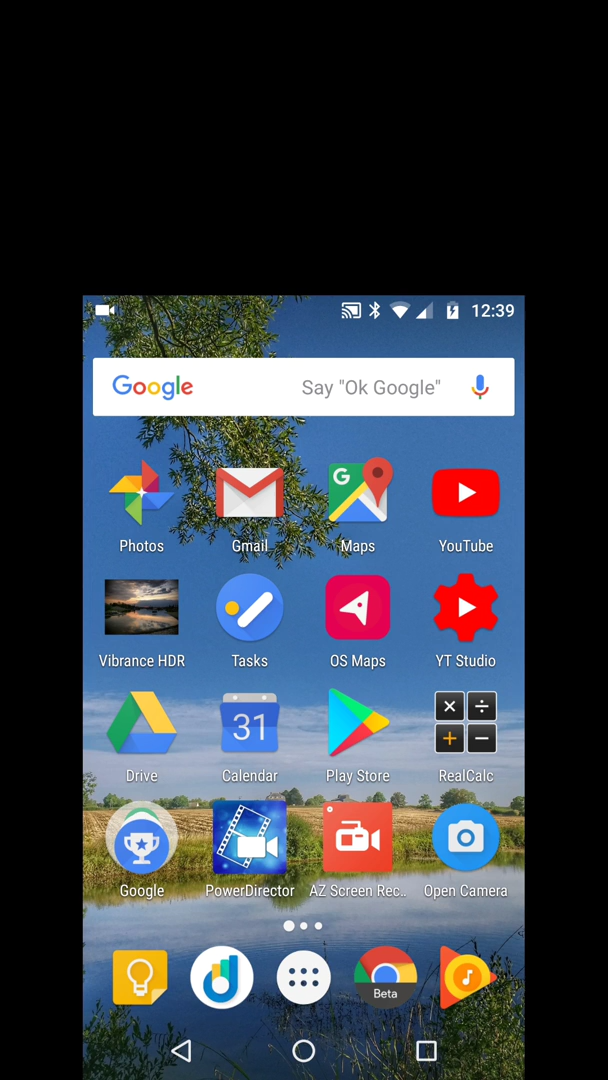 12:39
Google Say "Ok Google"
G
Photos Gmail Maps YouTube
Vibrance HDR Tasks OS Maps YT Studio
31
× ÷
+ −
Drive Calendar Play Store RealCalc
Google PowerDirector AZ Screen Rec.. Open Camera
Beta